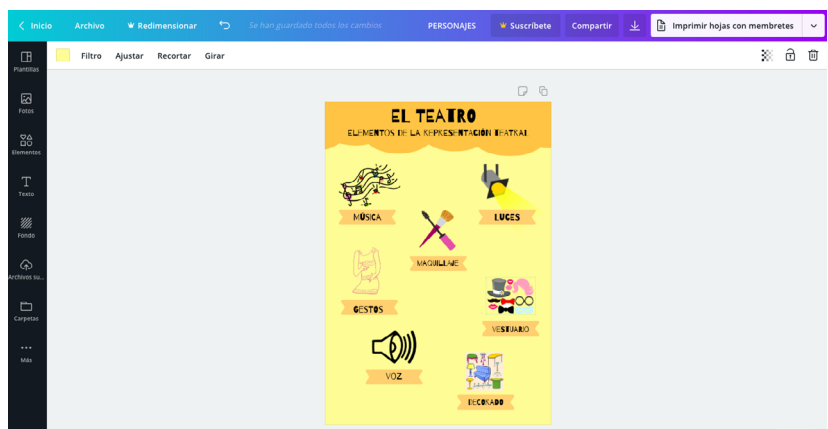 Inicio Archivo Redimensionar Se han guardado todos los cambios PERSONAJES Suscríbete Compartir Imprimir hojas con membretes
Filtro Ajustar Recortar Girar
Plantillas
Fotos
Elementos
Texto
Fondo
Archivos su...
Carpetas
Más
EL TEATRO
ELEMENTOS DE LA REPRESENTACIÓN TEATRAL
MÚSICA
LUCES
MAQUILLAJE
GESTOS
VESTUARIO
VOZ
DECORADO